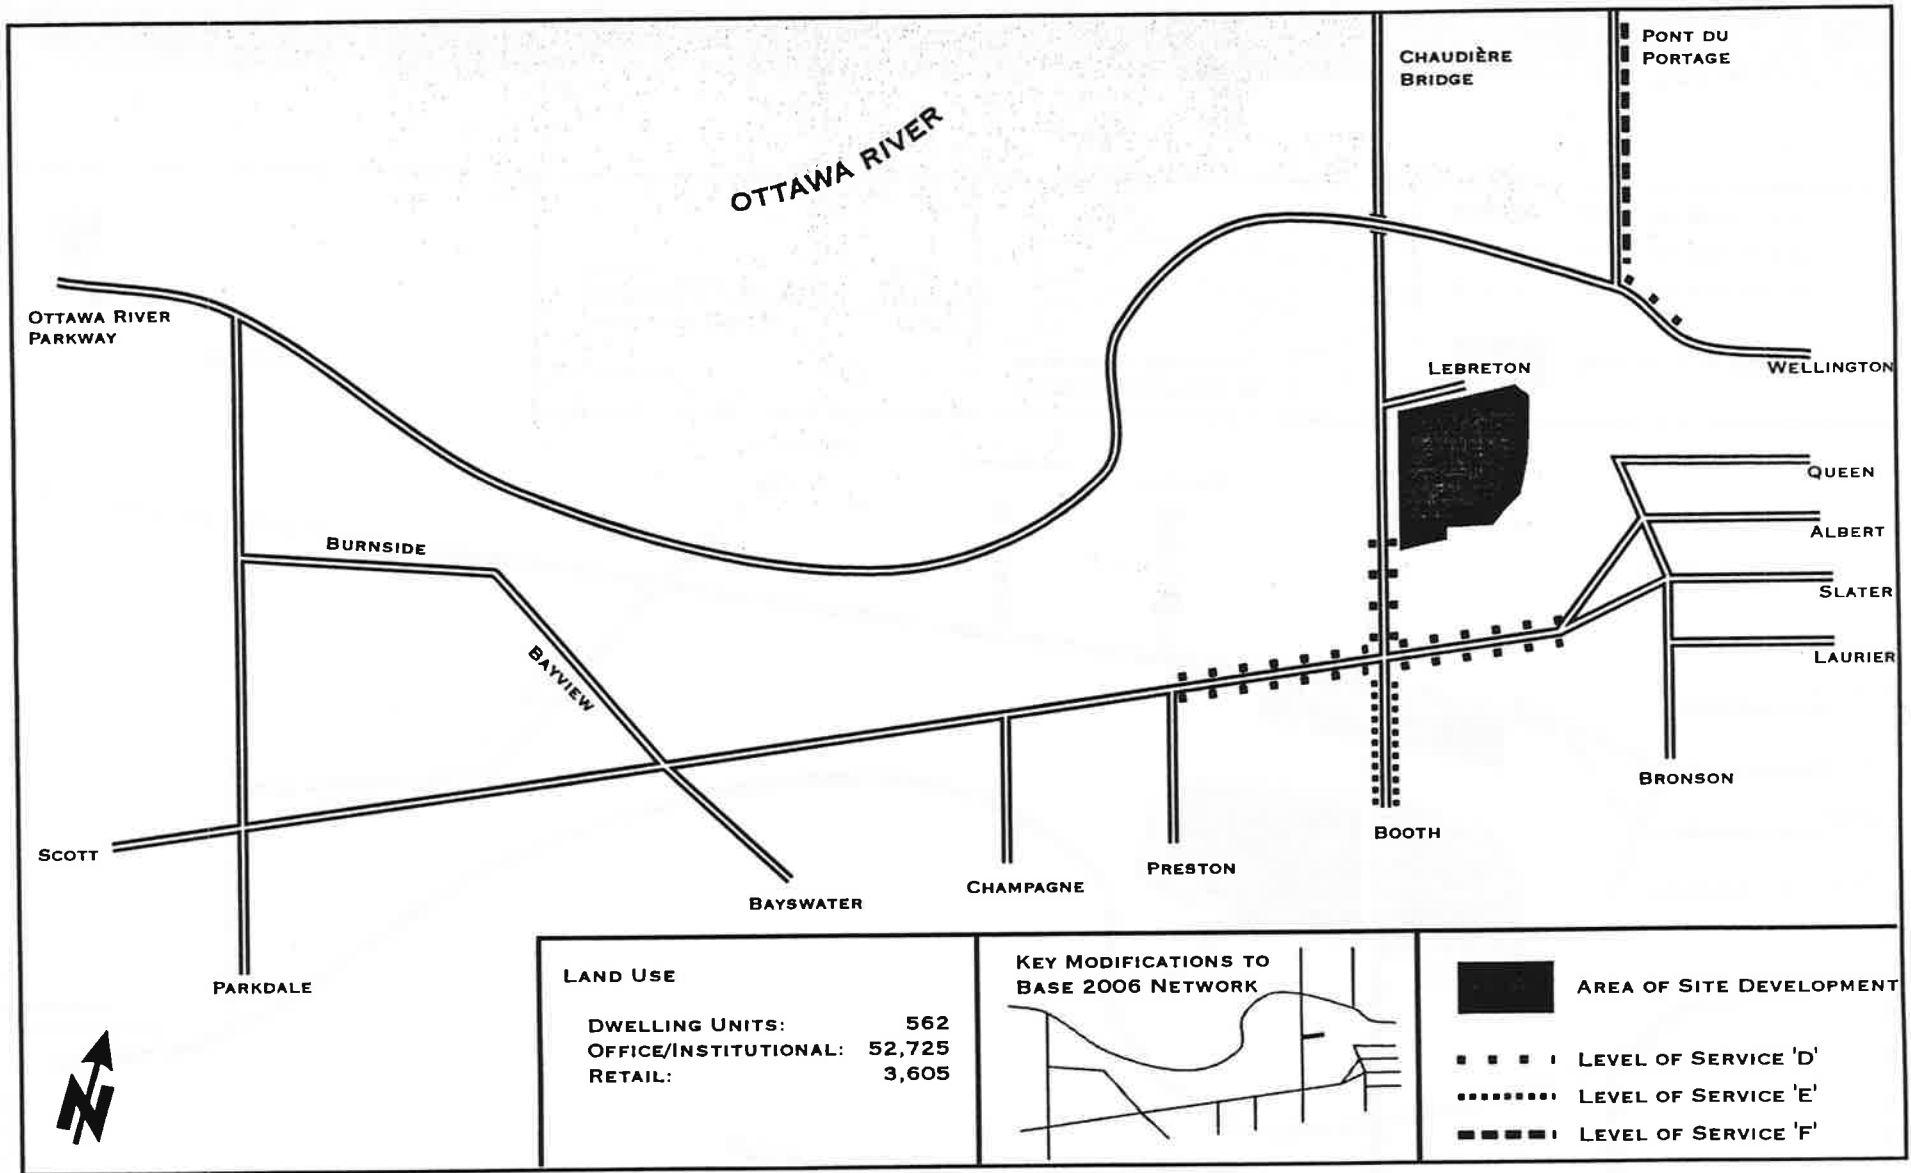 CHAUDIÈRE
BRIDGE
PONT DU
PORTAGE
OTTAWA RIVER
OTTAWA RIVER
PARKWAY
LEBRETON
WELLINGTON
QUEEN
ALBERT
SLATER
LAURIER
BURNSIDE
BAYVIEW
BRONSON
BOOTH
PRESTON
CHAMPAGNE
BAYSWATER
SCOTT
PARKDALE
N
LAND USE
DWELLING UNITS: 562
OFFICE/INSTITUTIONAL: 52,725
RETAIL: 3,605
KEY MODIFICATIONS TO
BASE 2006 NETWORK
AREA OF SITE DEVELOPMENT
LEVEL OF SERVICE 'D'
LEVEL OF SERVICE 'E'
LEVEL OF SERVICE 'F'